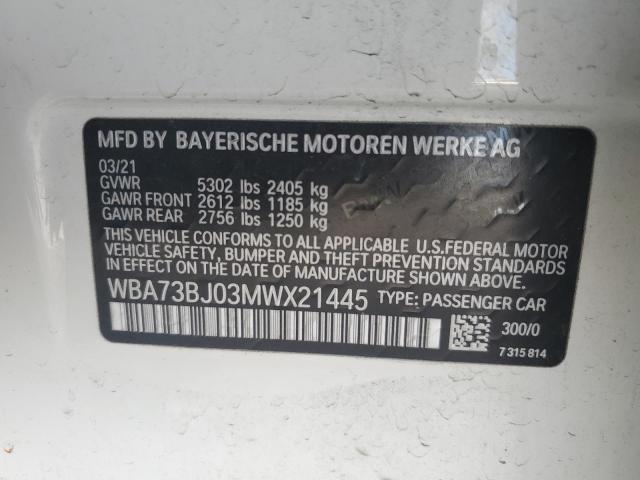 MFD BY BAYERISCHE MOTOREN WERKE AG
03/21
GVWR 5302 lbs 2405 kg
GAWR FRONT 2612 lbs 1185 kg
GAWR REAR 2756 lbs 1250 kg
THIS VEHICLE CONFORMS TO ALL APPLICABLE U.S.FEDERAL MOTOR
VEHICLE SAFETY, BUMPER AND THEFT PREVENTION STANDARDS
IN EFFECT ON THE DATE OF MANUFACTURE SHOWN ABOVE.
WBA73BJ03MWX21445 TYPE: PASSENGER CAR
300/0
7 315 814